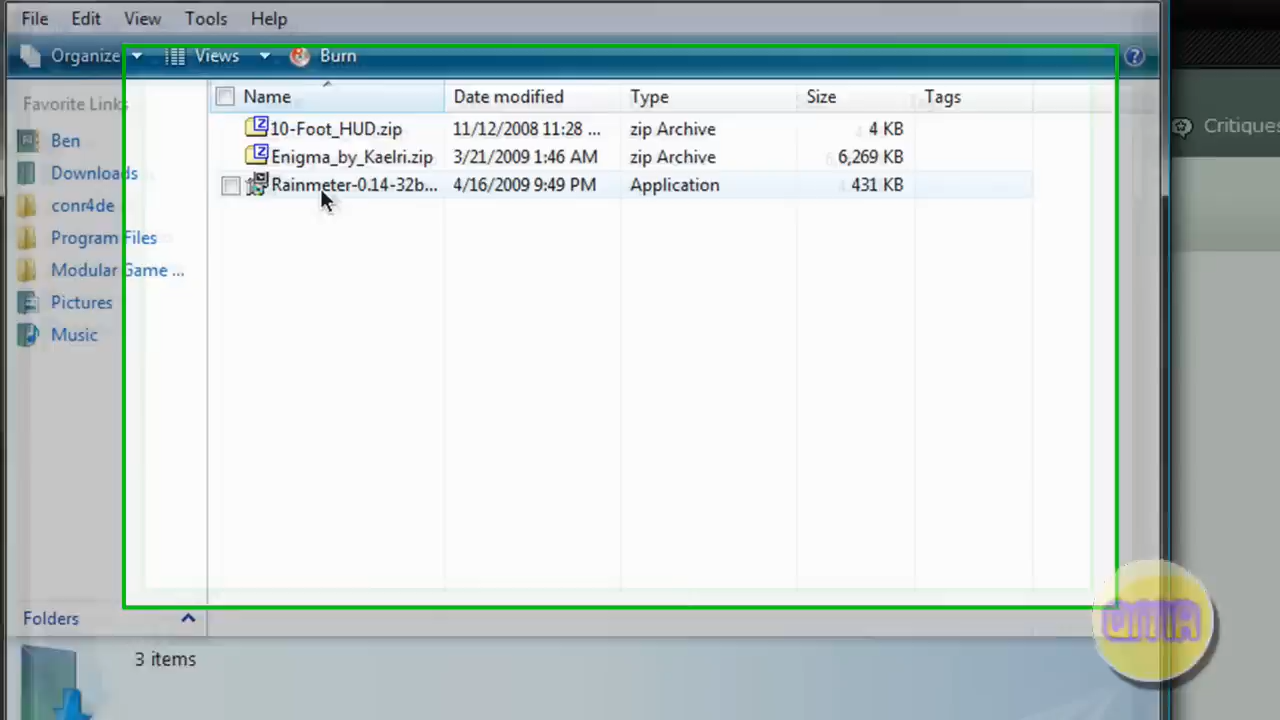 File Edit View Tools Help
Organize Views Burn
Favorite Links Name Date modified Type Size Tags
10-Foot_HUD.zip 11/12/2008 11:28 ... zip Archive 4 KB
Critiques
Ben
Enigma_by_Kaelri.zip 3/21/2009 1:46 AM zip Archive 6,269 KB
Downloads
Rainmeter-0.14-32b... 4/16/2009 9:49 PM Application 431 KB
conr4de
Program Files
Modular Game ...
Pictures
Music
Folders
3 items